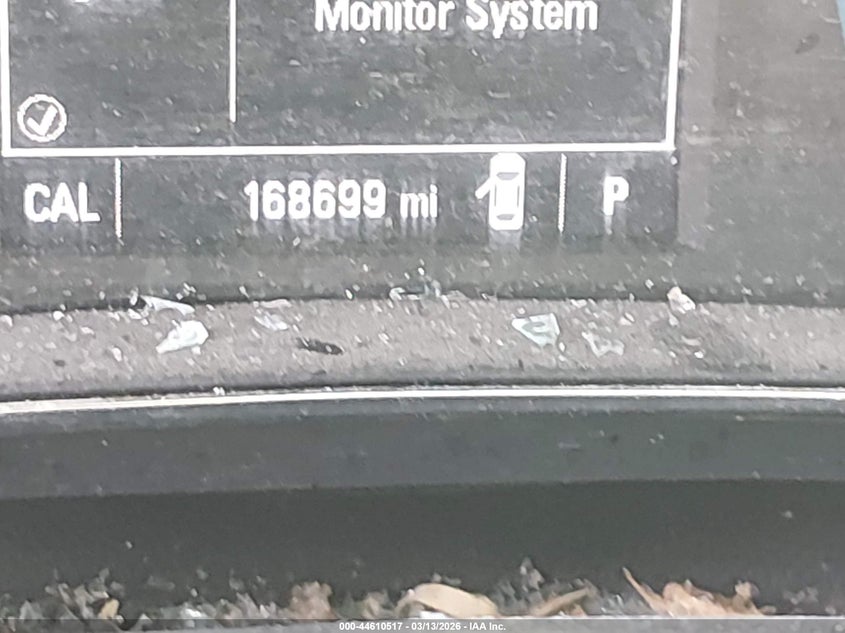 Monitor System
CAL 168699 mi P
000-44610517 - 03/13/2026 - IAA Inc.